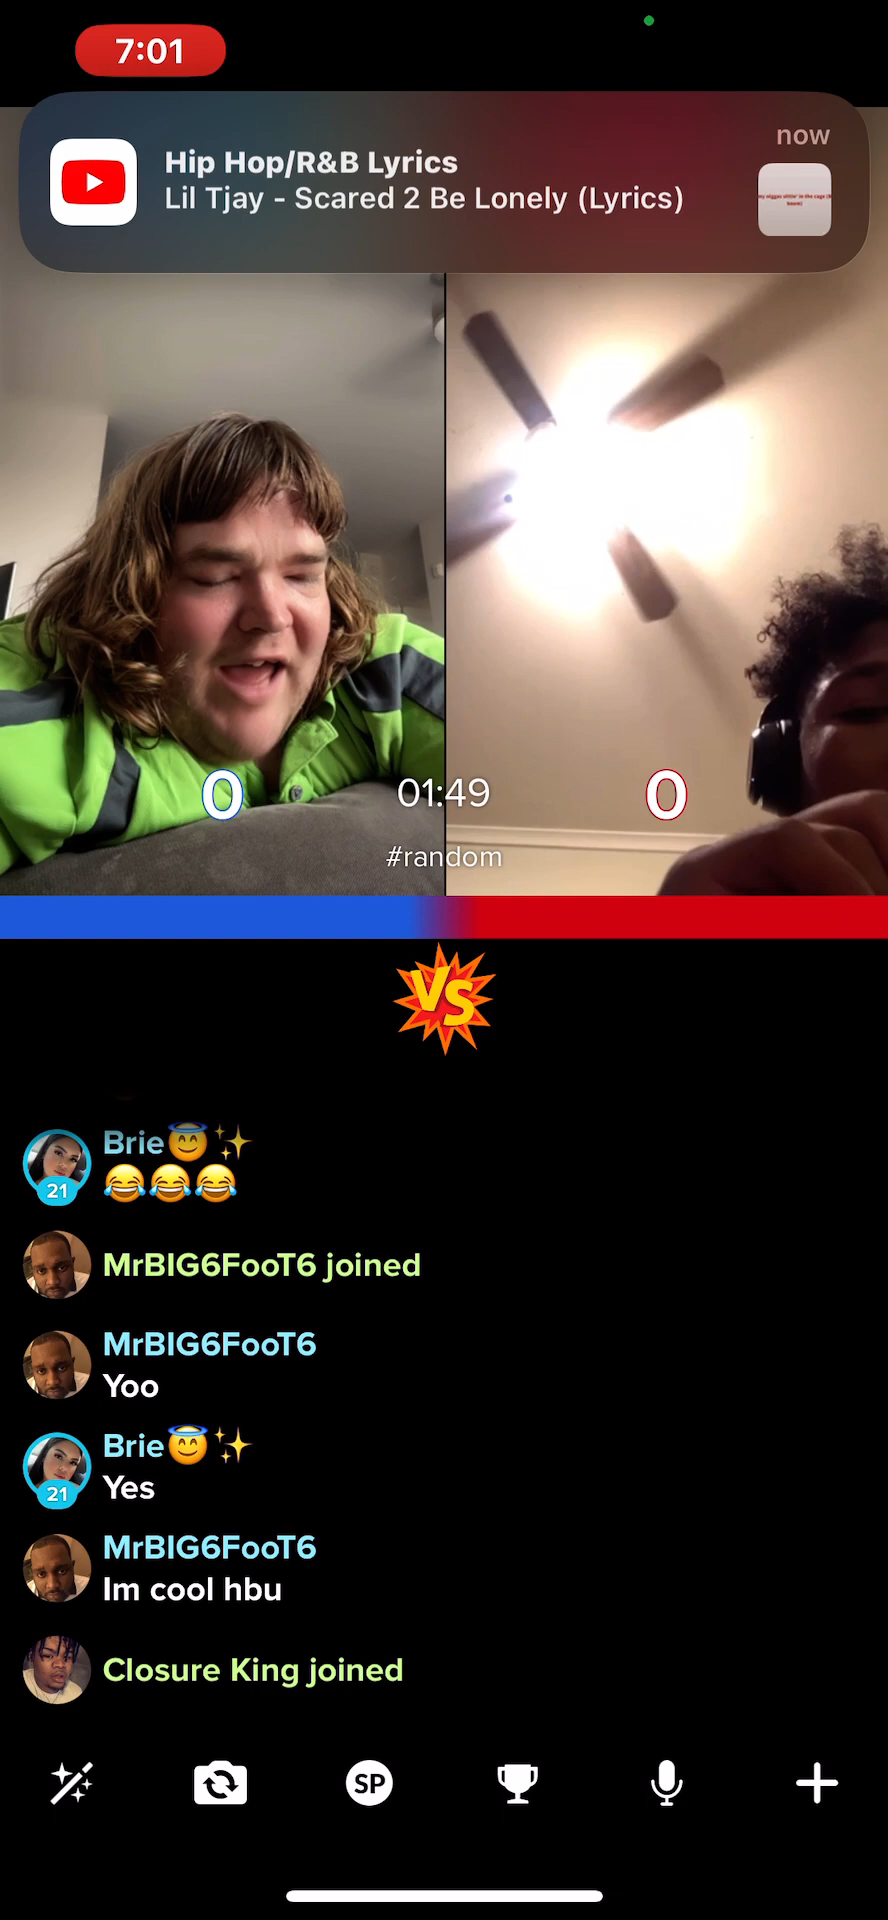 7:01
now
Hip Hop/R&B Lyrics
Lil Tjay - Scared 2 Be Lonely (Lyrics)
0
01:49
0
#random
VS
Brie😇✨
21
😂😂😂
MrBIG6FooT6 joined
MrBIG6FooT6
Yoo
Brie😇✨
21
Yes
MrBIG6FooT6
Im cool hbu
Closure King joined
SP